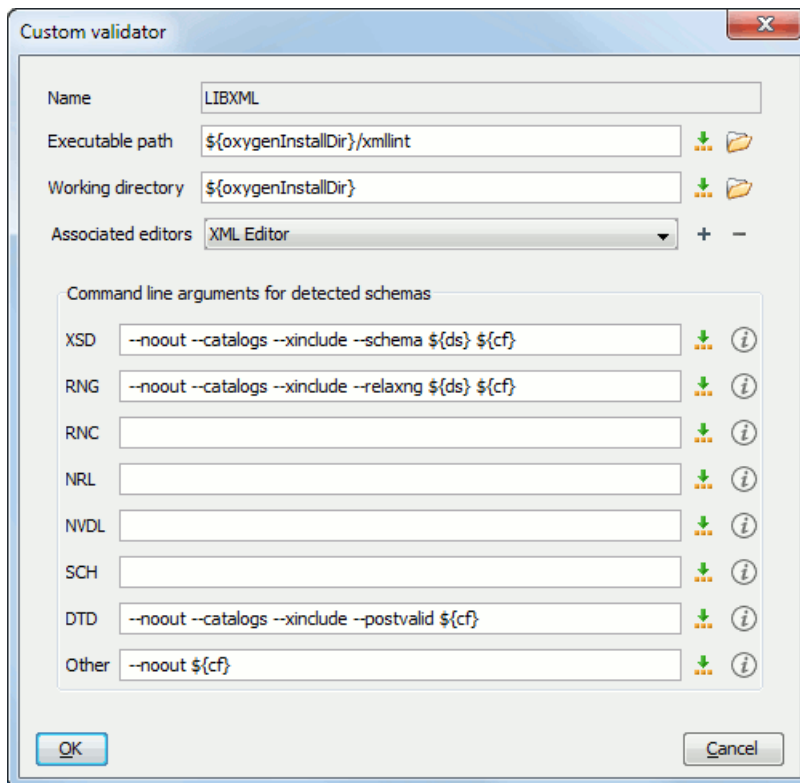 Custom validator
Name LIBXML
Executable path ${oxygenInstallDir}/xmllint
Working directory ${oxygenInstallDir}
Associated editors XML Editor
Command line arguments for detected schemas
XSD --noout --catalogs --xinclude --schema ${ds} ${cf}
RNG --noout --catalogs --xinclude --relaxng ${ds} ${cf}
RNC
NRL
NVDL
SCH
DTD --noout --catalogs --xinclude --postvalid ${cf}
Other --noout ${cf}
OK Cancel